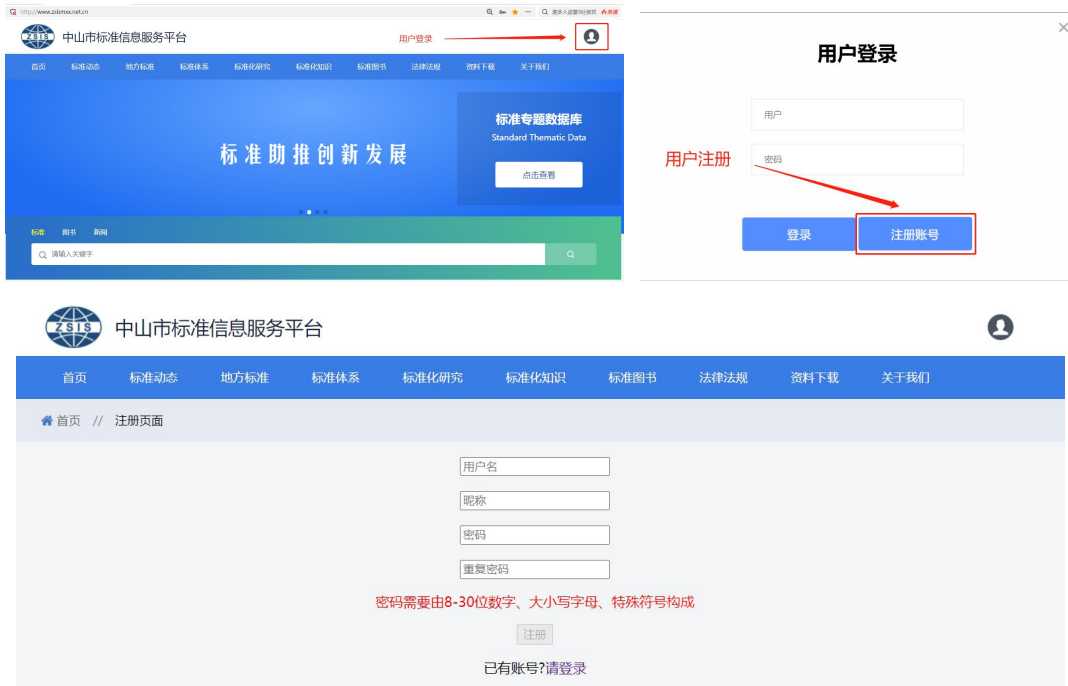 http://www.zsbmxx.net.cn
ZSIS 中山市标准信息服务平台
用户登录
首页 标准动态 地方标准 标准体系 标准化研究 标准化知识 标准图书 法律法规 资料下载 关于我们
标准助推创新发展
标准专题数据库
Standard Thematic Data
点击查看
标准 图书 新闻
请输入关键字
用户登录
用户
用户注册
密码
登录 注册账号
ZSIS 中山市标准信息服务平台
首页 标准动态 地方标准 标准体系 标准化研究 标准化知识 标准图书 法律法规 资料下载 关于我们
首页 // 注册页面
用户名
昵称
密码
重复密码
密码需要由8-30位数字、大小写字母、特殊符号构成
注册
已有账号?请登录